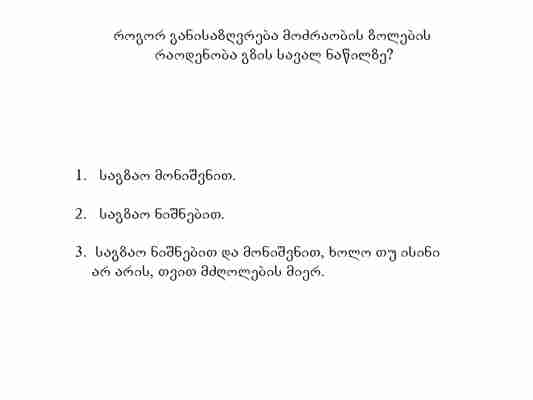 როგორ განისაზღვრება მოძრაობის ზოლების
რაოდენობა გზის სავალ ნაწილზე?
1. საგზაო მონიშვნით.
2. საგზაო ნიშნებით.
3. საგზაო ნიშნებით და მონიშვნით, ხოლო თუ ისინი
არ არის, თვით მძღოლების მიერ.